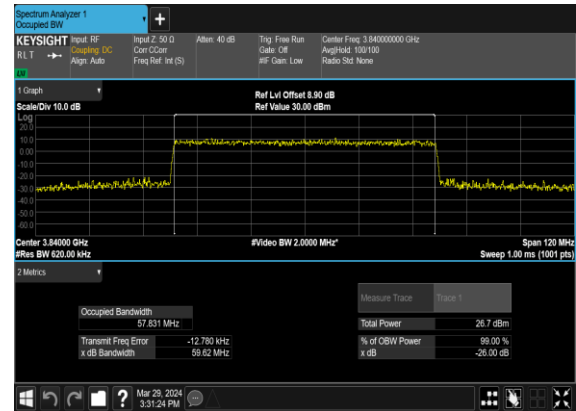 Spectrum Analyzer 1
Occupied BW
+
KEYSIGHT
RLT
Input: RF
Coupling: DC
Align: Auto
Input Z: 50 Ω
Corr CCorr
Freq Ref: Int (S)
Atten: 40 dB
Trig: Free Run
Gate: Off
#IF Gain: Low
Center Freq: 3.840000000 GHz
Avg|Hold: 100/100
Radio Std: None
1 Graph
Scale/Div 10.0 dB
Ref Lvl Offset 8.90 dB
Ref Value 30.00 dBm
Log
20.0
10.0
0.00
-10.0
-20.0
-30.0
-40.0
-50.0
-60.0
Center 3.84000 GHz
#Res BW 620.00 kHz
#Video BW 2.0000 MHz*
Span 120 MHz
Sweep 1.00 ms (1001 pts)
2 Metrics
Measure Trace
Trace 1
Occupied Bandwidth
57.831 MHz
Total Power
26.7 dBm
Transmit Freq Error
-12.780 kHz
% of OBW Power
99.00 %
x dB Bandwidth
59.62 MHz
x dB
-26.00 dB
?
Mar 29, 2024
3:31:24 PM